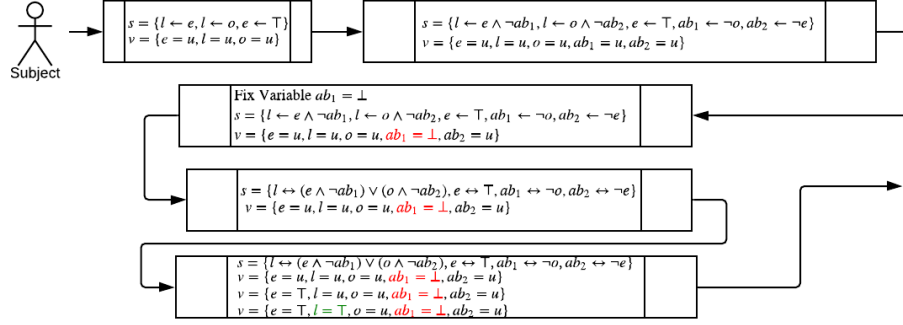 s = {l ← e, l ← o, e ← ⊤}
v = {e = u, l = u, o = u}
s = {l ← e ∧ ¬ab₁, l ← o ∧ ¬ab₂, e ← ⊤, ab₁ ← ¬o, ab₂ ← ¬e}
v = {e = u, l = u, o = u, ab₁ = u, ab₂ = u}
Subject
Fix Variable ab₁ = ⊥
s = {l ← e ∧ ¬ab₁, l ← o ∧ ¬ab₂, e ← ⊤, ab₁ ← ¬o, ab₂ ← ¬e}
v = {e = u, l = u, o = u, ab₁ = ⊥, ab₂ = u}
s = {l ↔ (e ∧ ¬ab₁) ∨ (o ∧ ¬ab₂), e ↔ ⊤, ab₁ ↔ ¬o, ab₂ ↔ ¬e}
v = {e = u, l = u, o = u, ab₁ = ⊥, ab₂ = u}
s = {l ↔ (e ∧ ¬ab₁) ∨ (o ∧ ¬ab₂), e ↔ ⊤, ab₁ ↔ ¬o, ab₂ ↔ ¬e}
v = {e = u, l = u, o = u, ab₁ = ⊥, ab₂ = u}
v = {e = ⊤, l = u, o = u, ab₁ = ⊥, ab₂ = u}
v = {e = ⊤, l = ⊤, o = u, ab₁ = ⊥, ab₂ = u}